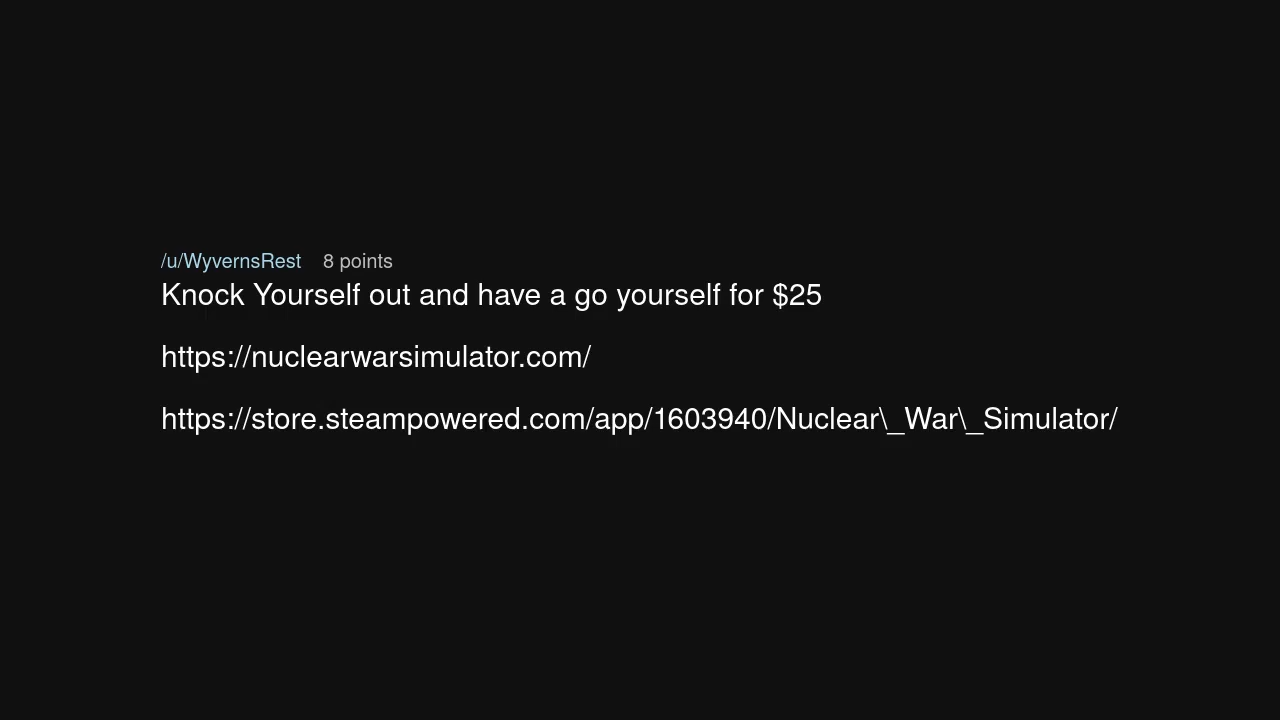 /u/WyvernsRest 8 points
Knock Yourself out and have a go yourself for $25
https://nuclearwarsimulator.com/
https://store.steampowered.com/app/1603940/Nuclear\_War\_Simulator/